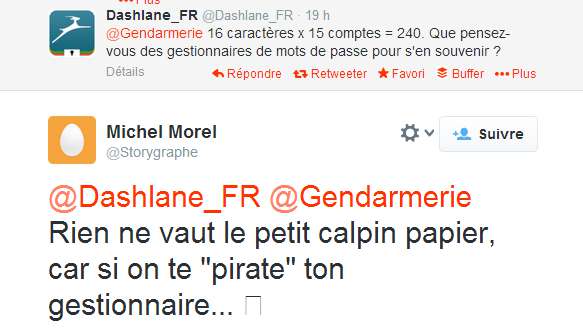 Plus
Dashlane_FR @Dashlane_FR · 19 h
@Gendarmerie 16 caractères x 15 comptes = 240. Que pensez-
vous des gestionnaires de mots de passe pour s'en souvenir ?
Détails Répondre Retweeter Favori Buffer Plus
Michel Morel
@Storygraphe
Suivre
@Dashlane_FR @Gendarmerie
Rien ne vaut le petit calpin papier,
car si on te "pirate" ton
gestionnaire...